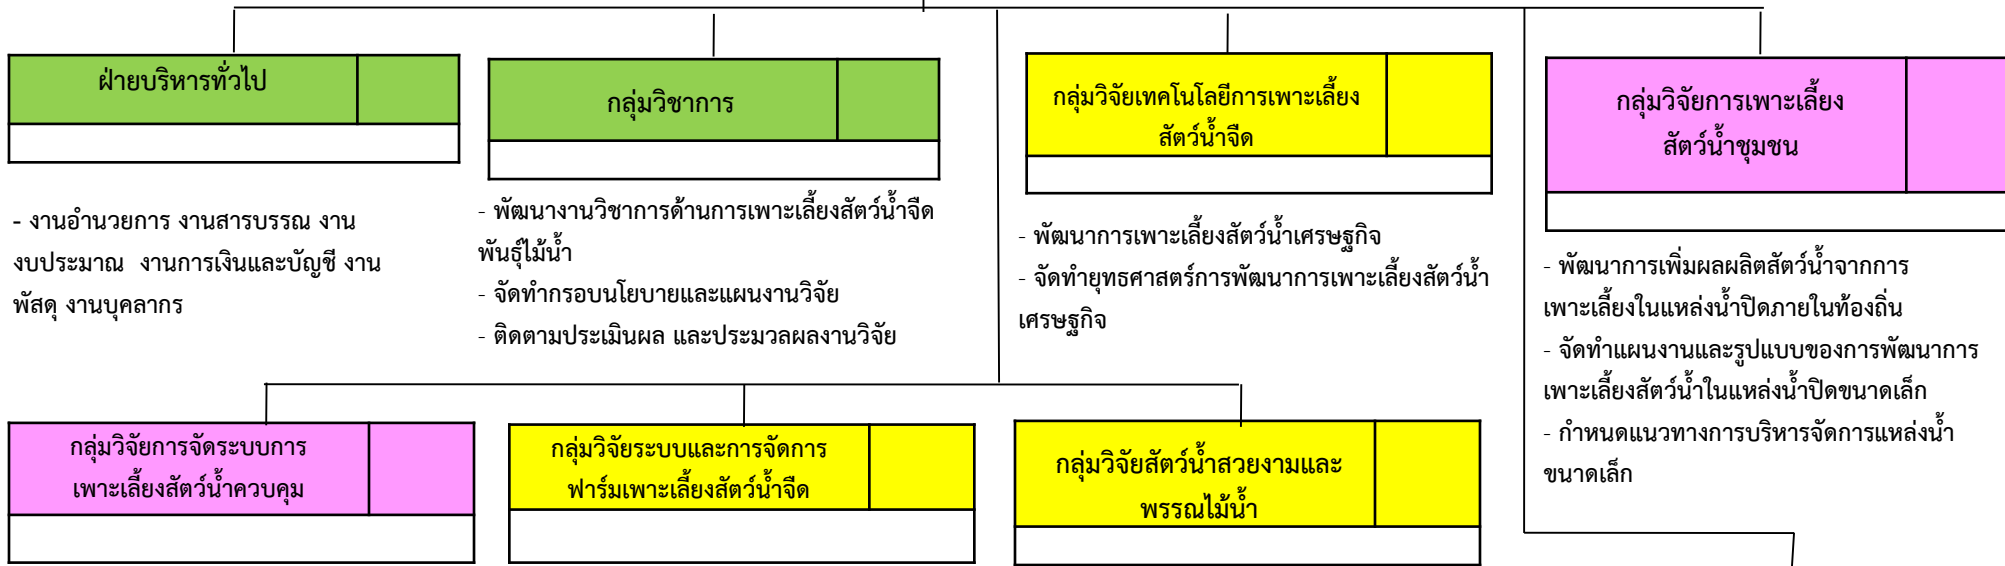 ฝ่ายบริหารทั่วไป
- งานอำนวยการ งานสารบรรณ งาน
งบประมาณ งานการเงินและบัญชี งาน
พัสดุ งานบุคลากร
กลุ่มวิชาการ
- พัฒนางานวิชาการด้านการเพาะเลี้ยงสัตว์น้ำจืด
พันธุ์ไม้น้ำ
- จัดทำกรอบนโยบายและแผนงานวิจัย
- ติดตามประเมินผล และประมวลผลงานวิจัย
กลุ่มวิจัยเทคโนโลยีการเพาะเลี้ยง
สัตว์น้ำจืด
- พัฒนาการเพาะเลี้ยงสัตว์น้ำเศรษฐกิจ
- จัดทำยุทธศาสตร์การพัฒนาการเพาะเลี้ยงสัตว์น้ำ
เศรษฐกิจ
กลุ่มวิจัยการเพาะเลี้ยง
สัตว์น้ำชุมชน
- พัฒนาการเพิ่มผลผลิตสัตว์น้ำจากการ
เพาะเลี้ยงในแหล่งน้ำปิดภายในท้องถิ่น
- จัดทำแผนงานและรูปแบบของการพัฒนาการ
เพาะเลี้ยงสัตว์น้ำในแหล่งน้ำปิดขนาดเล็ก
- กำหนดแนวทางการบริหารจัดการแหล่งน้ำ
ขนาดเล็ก
กลุ่มวิจัยการจัดระบบการ
เพาะเลี้ยงสัตว์น้ำควบคุม
กลุ่มวิจัยระบบและการจัดการ
ฟาร์มเพาะเลี้ยงสัตว์น้ำจืด
กลุ่มวิจัยสัตว์น้ำสวยงามและ
พรรณไม้น้ำ